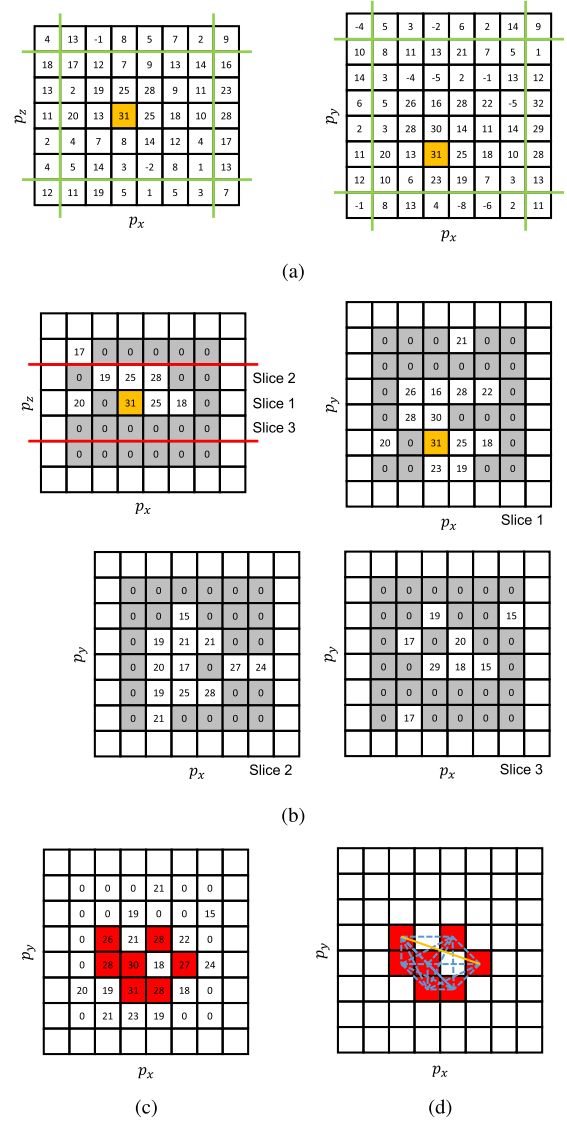 4 13 -1 8 5 7 2 9
18 17 12 7 9 13 14 16
13 2 19 25 28 9 11 23
11 20 13 31 25 18 10 28
2 4 7 8 14 12 4 17
4 5 14 3 -2 8 1 13
12 11 19 5 1 5 3 7
p_z
p_x
-4 5 3 -2 6 2 14 9
10 8 11 13 21 7 5 1
14 3 -4 -5 2 -1 13 12
6 5 26 16 28 22 -5 32
2 3 28 30 14 11 14 29
11 20 13 31 25 18 10 28
12 10 6 23 19 7 3 13
-1 8 13 4 -8 -6 2 11
p_y
p_x
(a)
17 0 0 0 0 0
0 19 25 28 0 0
20 0 31 25 18 0
0 0 0 0 0 0
0 0 0 0 0 0
Slice 2
Slice 1
Slice 3
p_z
p_x
0 0 0 21 0 0
0 0 0 0 0 0
0 26 16 28 22 0
0 28 30 0 0 0
20 0 31 25 18 0
0 0 23 19 0 0
p_y
p_x
Slice 1
0 0 0 0 0 0
0 0 15 0 0 0
0 19 21 21 0 0
0 20 17 0 27 24
0 19 25 28 0 0
0 21 0 0 0 0
p_y
p_x
Slice 2
0 0 0 0 0 0
0 0 19 0 0 15
0 17 0 20 0 0
0 0 29 18 15 0
0 0 0 0 0 0
0 17 0 0 0 0
p_y
p_x
Slice 3
(b)
0 0 0 21 0 0
0 0 19 0 0 15
0 26 21 28 22 0
0 28 30 18 27 24
20 19 31 28 18 0
0 21 23 19 0 0
p_y
p_x
(c)
p_y
p_x
(d)